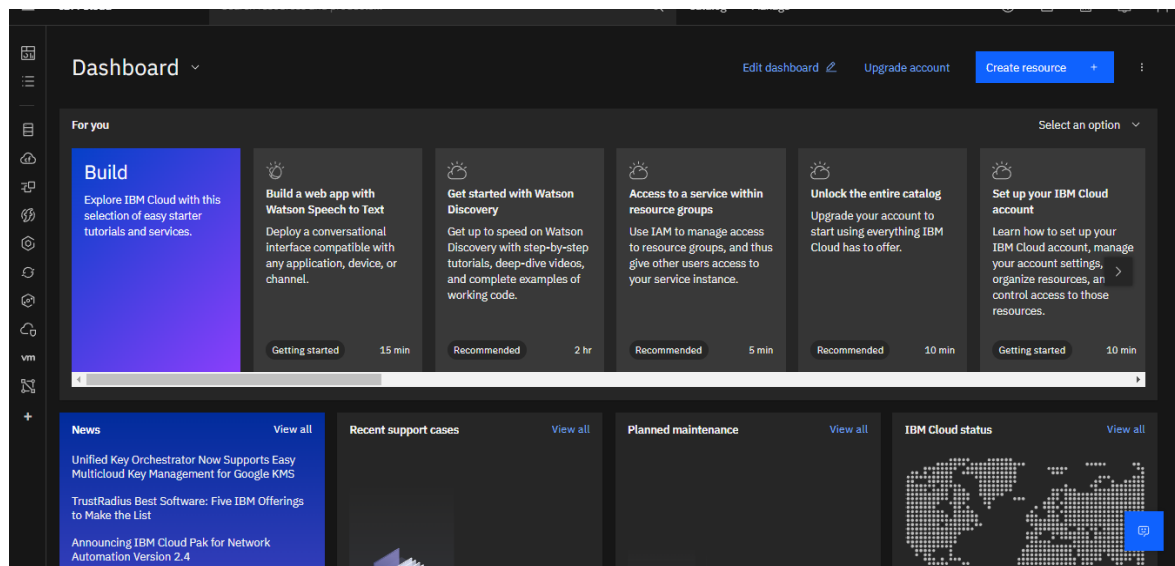 Dashboard
Edit dashboard
Upgrade account
Create resource +
For you
Select an option
Build
Explore IBM Cloud with this
selection of easy starter
tutorials and services.
Build a web app with
Watson Speech to Text
Deploy a conversational
interface compatible with
any application, device, or
channel.
Getting started
15 min
Get started with Watson
Discovery
Get up to speed on Watson
Discovery with step-by-step
tutorials, deep-dive videos,
and complete examples of
working code.
Recommended
2 hr
Access to a service within
resource groups
Use IAM to manage access
to resource groups, and thus
give other users access to
your service instance.
Recommended
5 min
Unlock the entire catalog
Upgrade your account to
start using everything IBM
Cloud has to offer.
Recommended
10 min
Set up your IBM Cloud
account
Learn how to set up your
IBM Cloud account, manage
your account settings,
organize resources, an
control access to those
resources.
Getting started
10 min
vm
News
View all
Unified Key Orchestrator Now Supports Easy
Multicloud Key Management for Google KMS
TrustRadius Best Software: Five IBM Offerings
to Make the List
Announcing IBM Cloud Pak for Network
Automation Version 2.4
Recent support cases
View all
Planned maintenance
View all
IBM Cloud status
View all